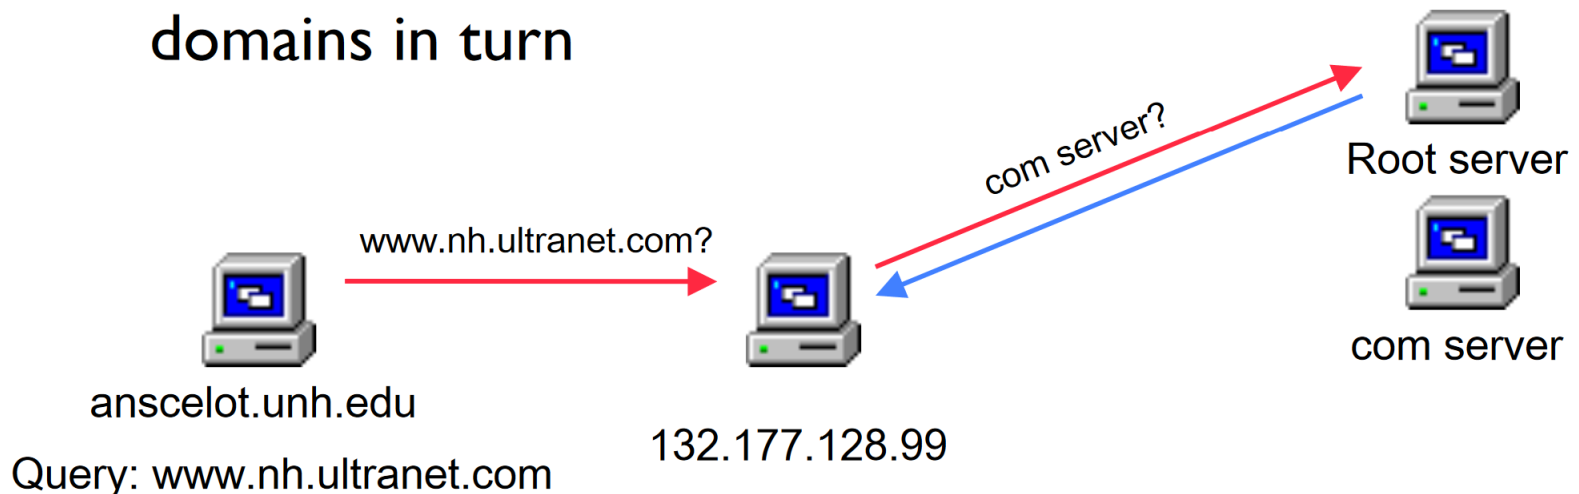 domains in turn
com server?
Root server
www.nh.ultranet.com?
com server
anscelot.unh.edu
132.177.128.99
Query: www.nh.ultranet.com